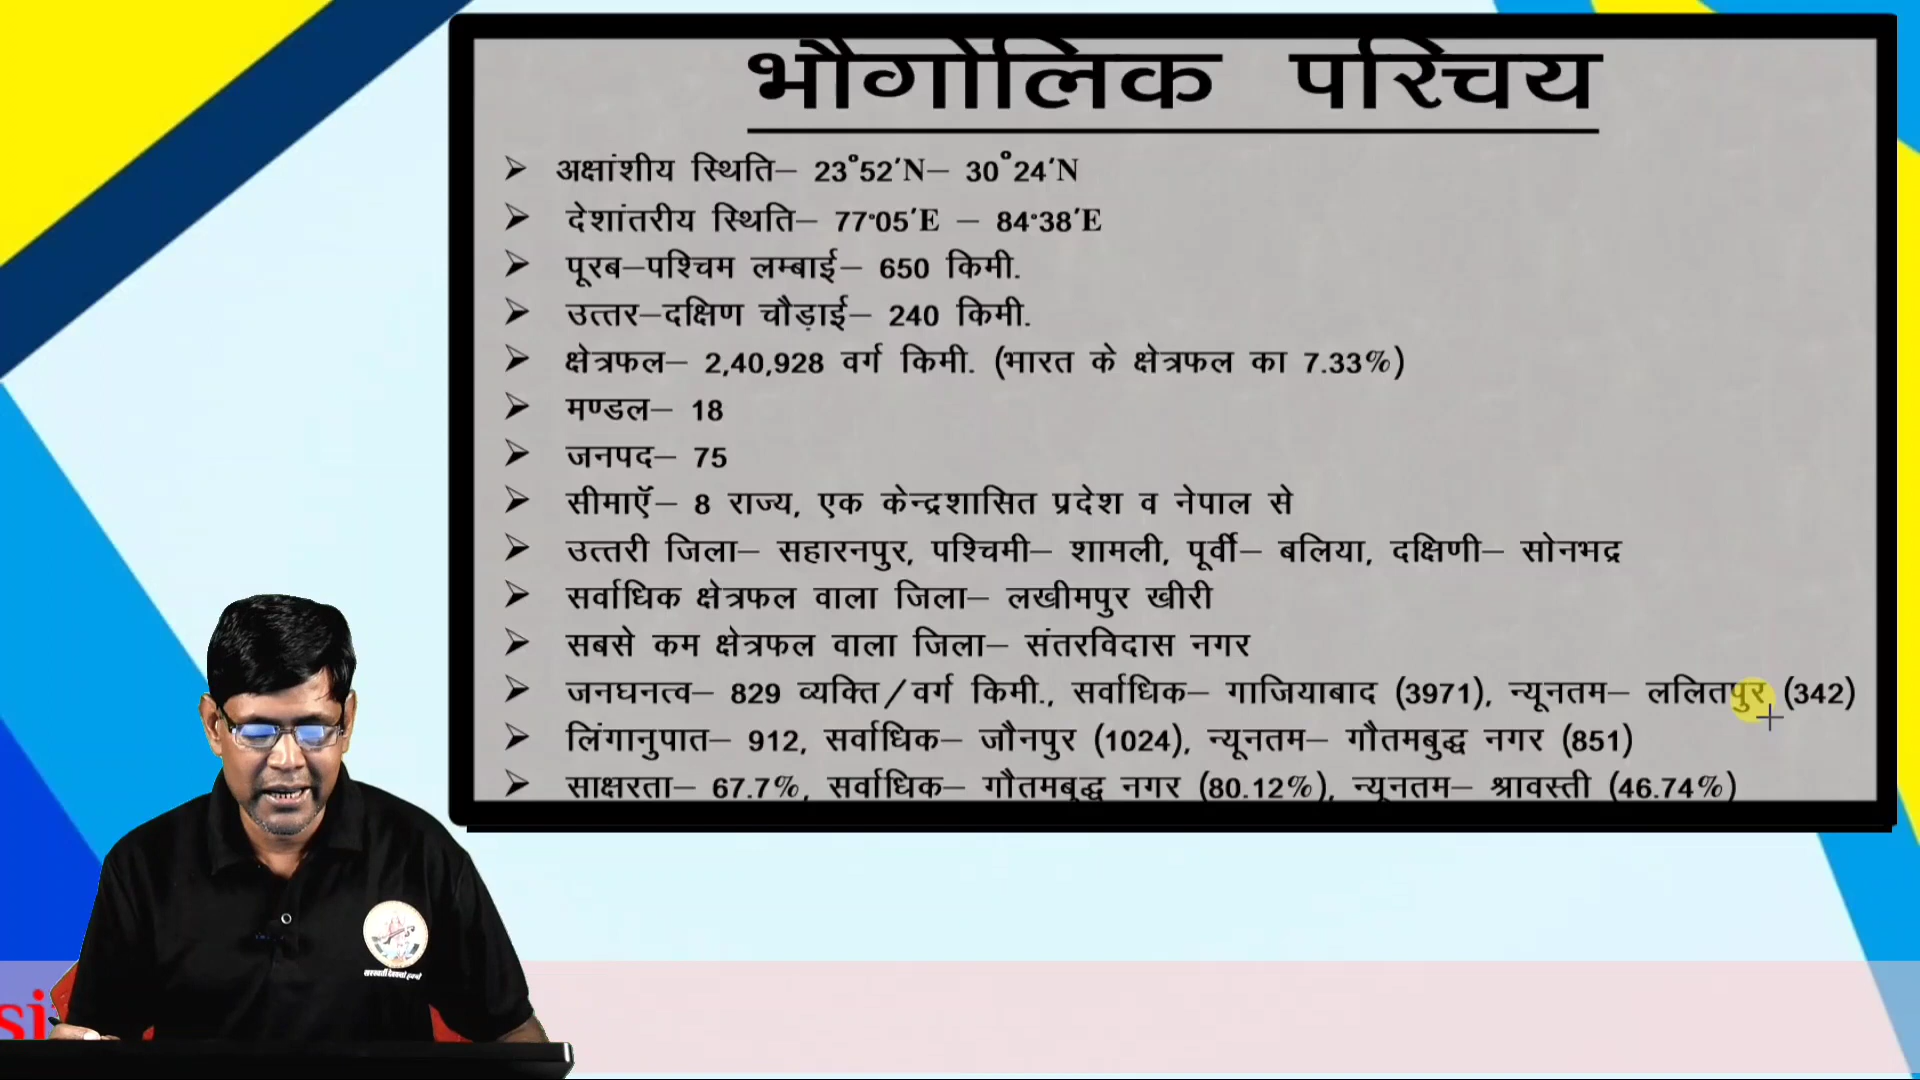 भौगोलिक परिचय
➢ अक्षांशीय स्थिति– 23°52′N– 30°24′N
➢ देशांतरीय स्थिति– 77°05′E – 84°38′E
➢ पूरब–पश्चिम लम्बाई– 650 किमी.
➢ उत्तर–दक्षिण चौड़ाई– 240 किमी.
➢ क्षेत्रफल– 2,40,928 वर्ग किमी. (भारत के क्षेत्रफल का 7.33%)
➢ मण्डल– 18
➢ जनपद– 75
➢ सीमाऍं– 8 राज्य, एक केन्द्रशासित प्रदेश व नेपाल से
➢ उत्तरी जिला– सहारनपुर, पश्चिमी– शामली, पूर्वी– बलिया, दक्षिणी– सोनभद्र
➢ सर्वाधिक क्षेत्रफल वाला जिला– लखीमपुर खीरी
➢ सबसे कम क्षेत्रफल वाला जिला– संतरविदास नगर
➢ जनघनत्व– 829 व्यक्ति/वर्ग किमी., सर्वाधिक– गाजियाबाद (3971), न्यूनतम– ललितपुर (342)
➢ लिंगानुपात– 912, सर्वाधिक– जौनपुर (1024), न्यूनतम– गौतमबुद्ध नगर (851)
➢ साक्षरता– 67.7%, सर्वाधिक– गौतमबुद्ध नगर (80.12%), न्यूनतम– श्रावस्ती (46.74%)
si